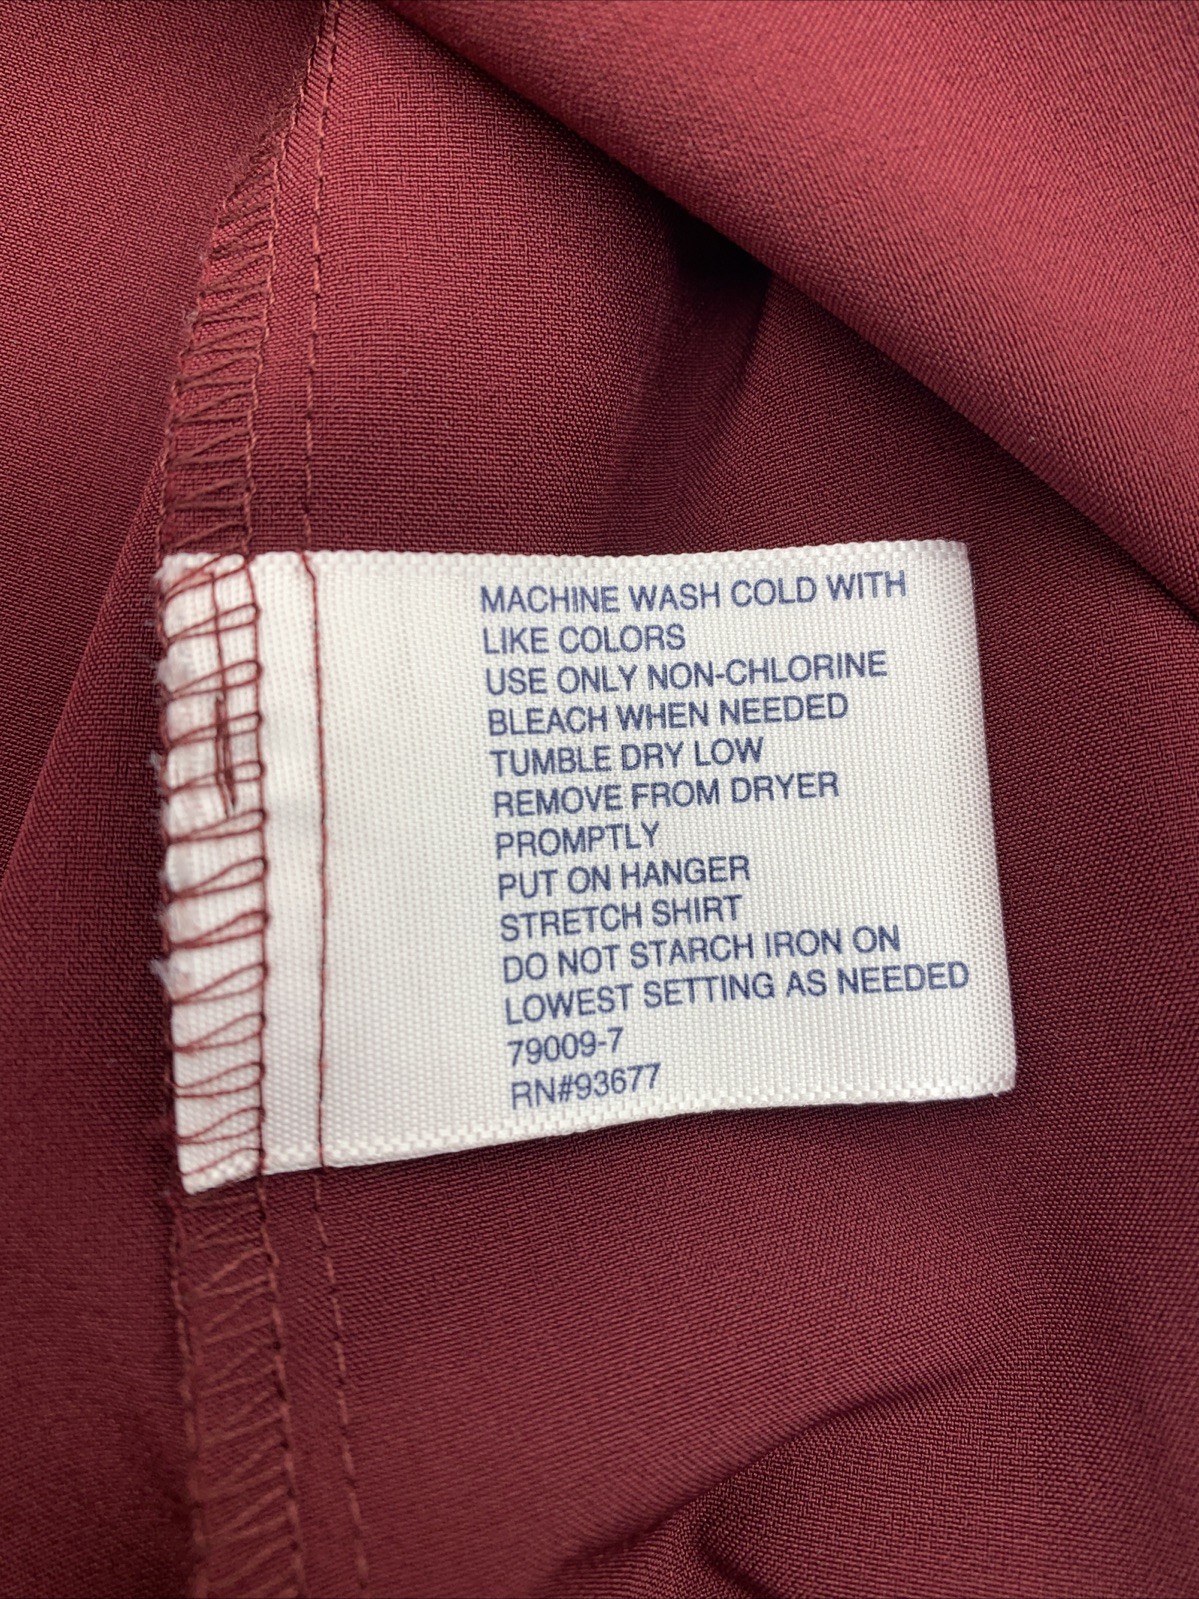 MACHINE WASH COLD WITH
LIKE COLORS
USE ONLY NON-CHLORINE
BLEACH WHEN NEEDED
TUMBLE DRY LOW
REMOVE FROM DRYER
PROMPTLY
PUT ON HANGER
STRETCH SHIRT
DO NOT STARCH IRON ON
LOWEST SETTING AS NEEDED
79009-7
RN#93677